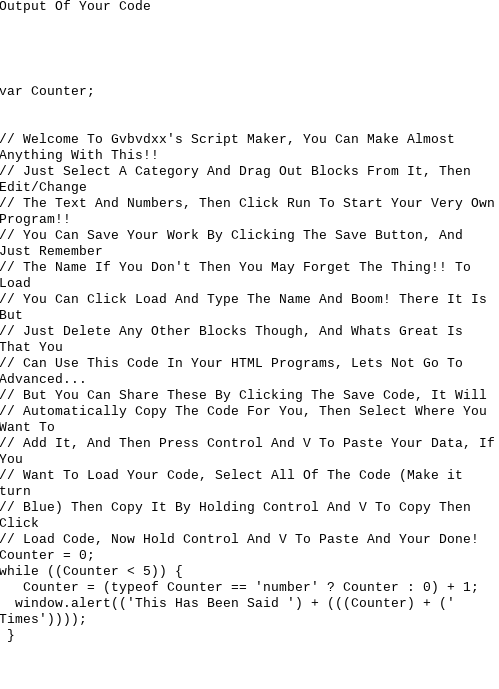 Output Of Your Code
var Counter;
// Welcome To Gvbvdxx's Script Maker, You Can Make Almost
Anything With This!!
// Just Select A Category And Drag Out Blocks From It, Then
Edit/Change
// The Text And Numbers, Then Click Run To Start Your Very Own
Program!!
// You Can Save Your Work By Clicking The Save Button, And
Just Remember
// The Name If You Don't Then You May Forget The Thing!! To
Load
// You Can Click Load And Type The Name And Boom! There It Is
But
// Just Delete Any Other Blocks Though, And Whats Great Is
That You
// Can Use This Code In Your HTML Programs, Lets Not Go To
Advanced...
// But You Can Share These By Clicking The Save Code, It Will
// Automatically Copy The Code For You, Then Select Where You
Want To
// Add It, And Then Press Control And V To Paste Your Data, If
You
// Want To Load Your Code, Select All Of The Code (Make it
turn
// Blue) Then Copy It By Holding Control And V To Copy Then
Click
// Load Code, Now Hold Control And V To Paste And Your Done!
Counter = 0;
while ((Counter < 5)) {
   Counter = (typeof Counter == 'number' ? Counter : 0) + 1;
  window.alert(('This Has Been Said ') + (((Counter) + ('
Times'))));
 }